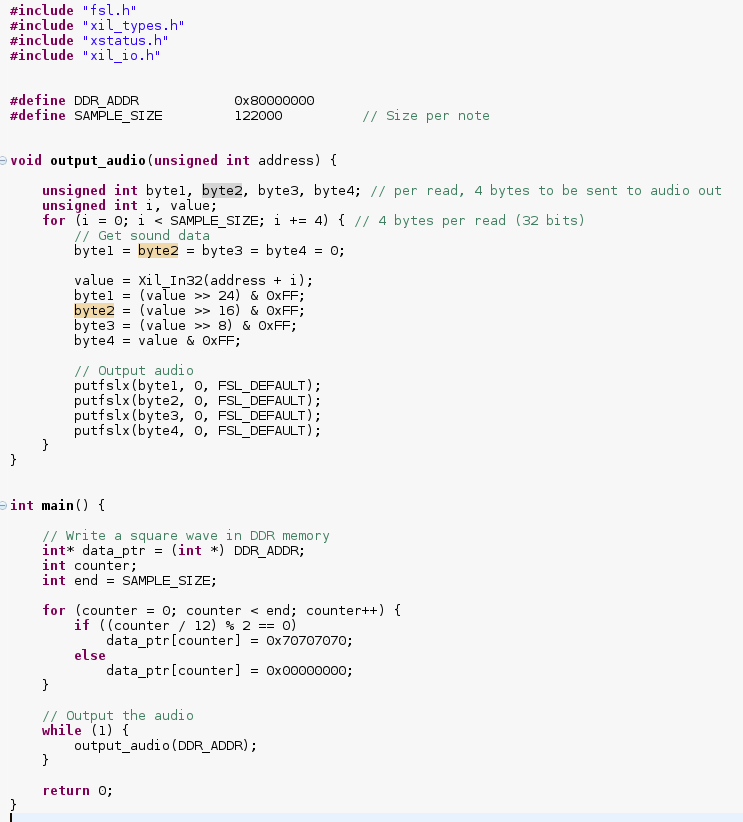 #include "fsl.h"
#include "xil_types.h"
#include "xstatus.h"
#include "xil_io.h"
#define DDR_ADDR            0x80000000
#define SAMPLE_SIZE         122000          // Size per note
void output_audio(unsigned int address) {
    unsigned int byte1, byte2, byte3, byte4; // per read, 4 bytes to be sent to audio out
    unsigned int i, value;
    for (i = 0; i < SAMPLE_SIZE; i += 4) { // 4 bytes per read (32 bits)
        // Get sound data
        byte1 = byte2 = byte3 = byte4 = 0;
        value = Xil_In32(address + i);
        byte1 = (value >> 24) & 0xFF;
        byte2 = (value >> 16) & 0xFF;
        byte3 = (value >> 8) & 0xFF;
        byte4 = value & 0xFF;
        // Output audio
        putfslx(byte1, 0, FSL_DEFAULT);
        putfslx(byte2, 0, FSL_DEFAULT);
        putfslx(byte3, 0, FSL_DEFAULT);
        putfslx(byte4, 0, FSL_DEFAULT);
    }
}
int main() {
    // Write a square wave in DDR memory
    int* data_ptr = (int *) DDR_ADDR;
    int counter;
    int end = SAMPLE_SIZE;
    for (counter = 0; counter < end; counter++) {
        if ((counter / 12) % 2 == 0)
            data_ptr[counter] = 0x70707070;
        else
            data_ptr[counter] = 0x00000000;
    }
    // Output the audio
    while (1) {
        output_audio(DDR_ADDR);
    }
    return 0;
}